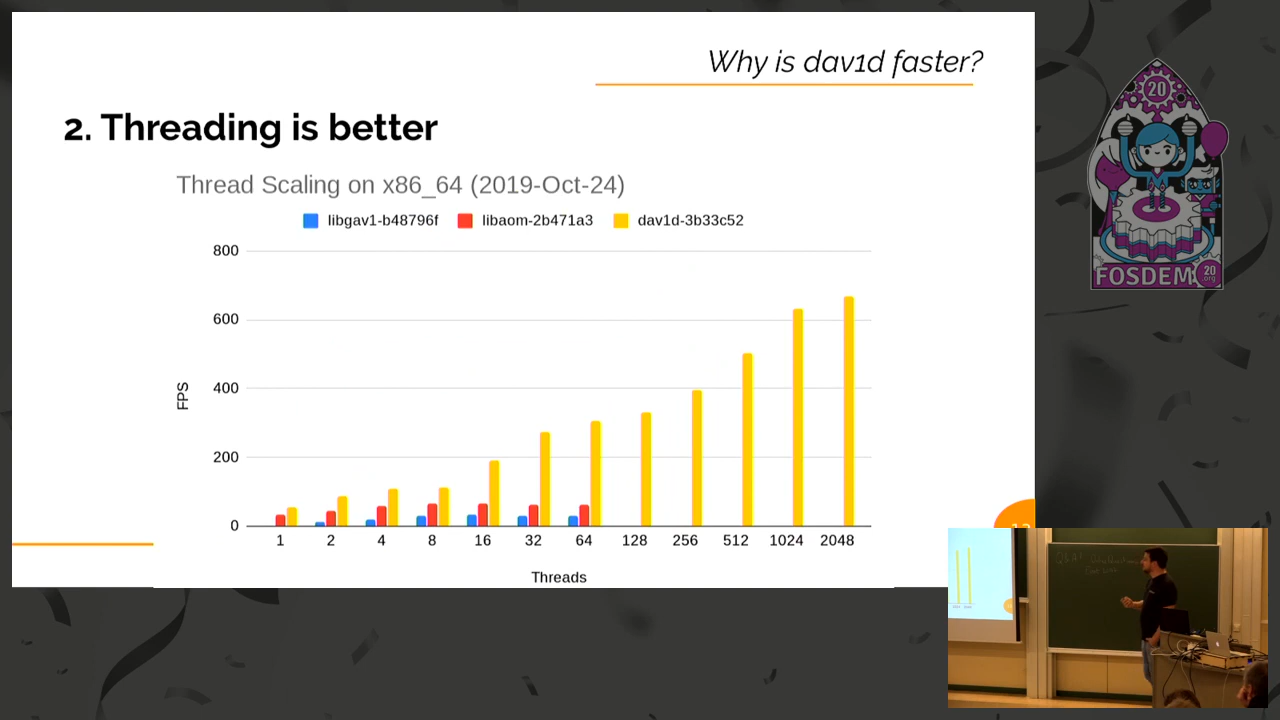 Why is dav1d faster?
2. Threading is better
Thread Scaling on x86_64 (2019-Oct-24)
libgav1-b48796f libaom-2b471a3 dav1d-3b33c52
800
600
400
200
0
FPS
1 2 4 8 16 32 64 128 256 512 1024 2048
Threads
20
FOSDEM
20
.org
Q&A!